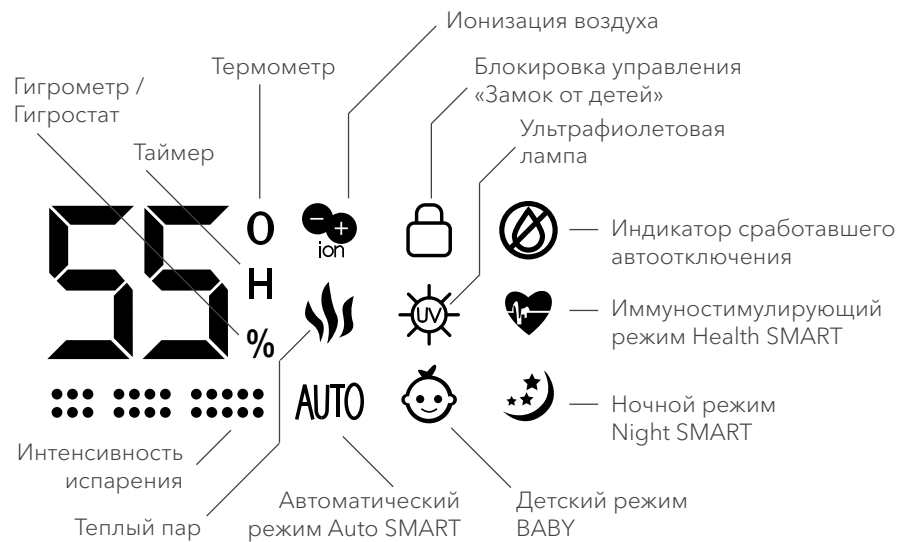 Ионизация воздуха
Термометр
Блокировка управления
«Замок от детей»
Гигрометр /
Гигростат
Ультрафиолетовая
лампа
Таймер
55
O
H
%
ion
UV
AUTO
Индикатор сработавшего
автоотключения
Иммуностимулирующий
режим Health SMART
Ночной режим
Night SMART
Интенсивность
испарения
Теплый пар
Автоматический
режим Auto SMART
Детский режим
BABY